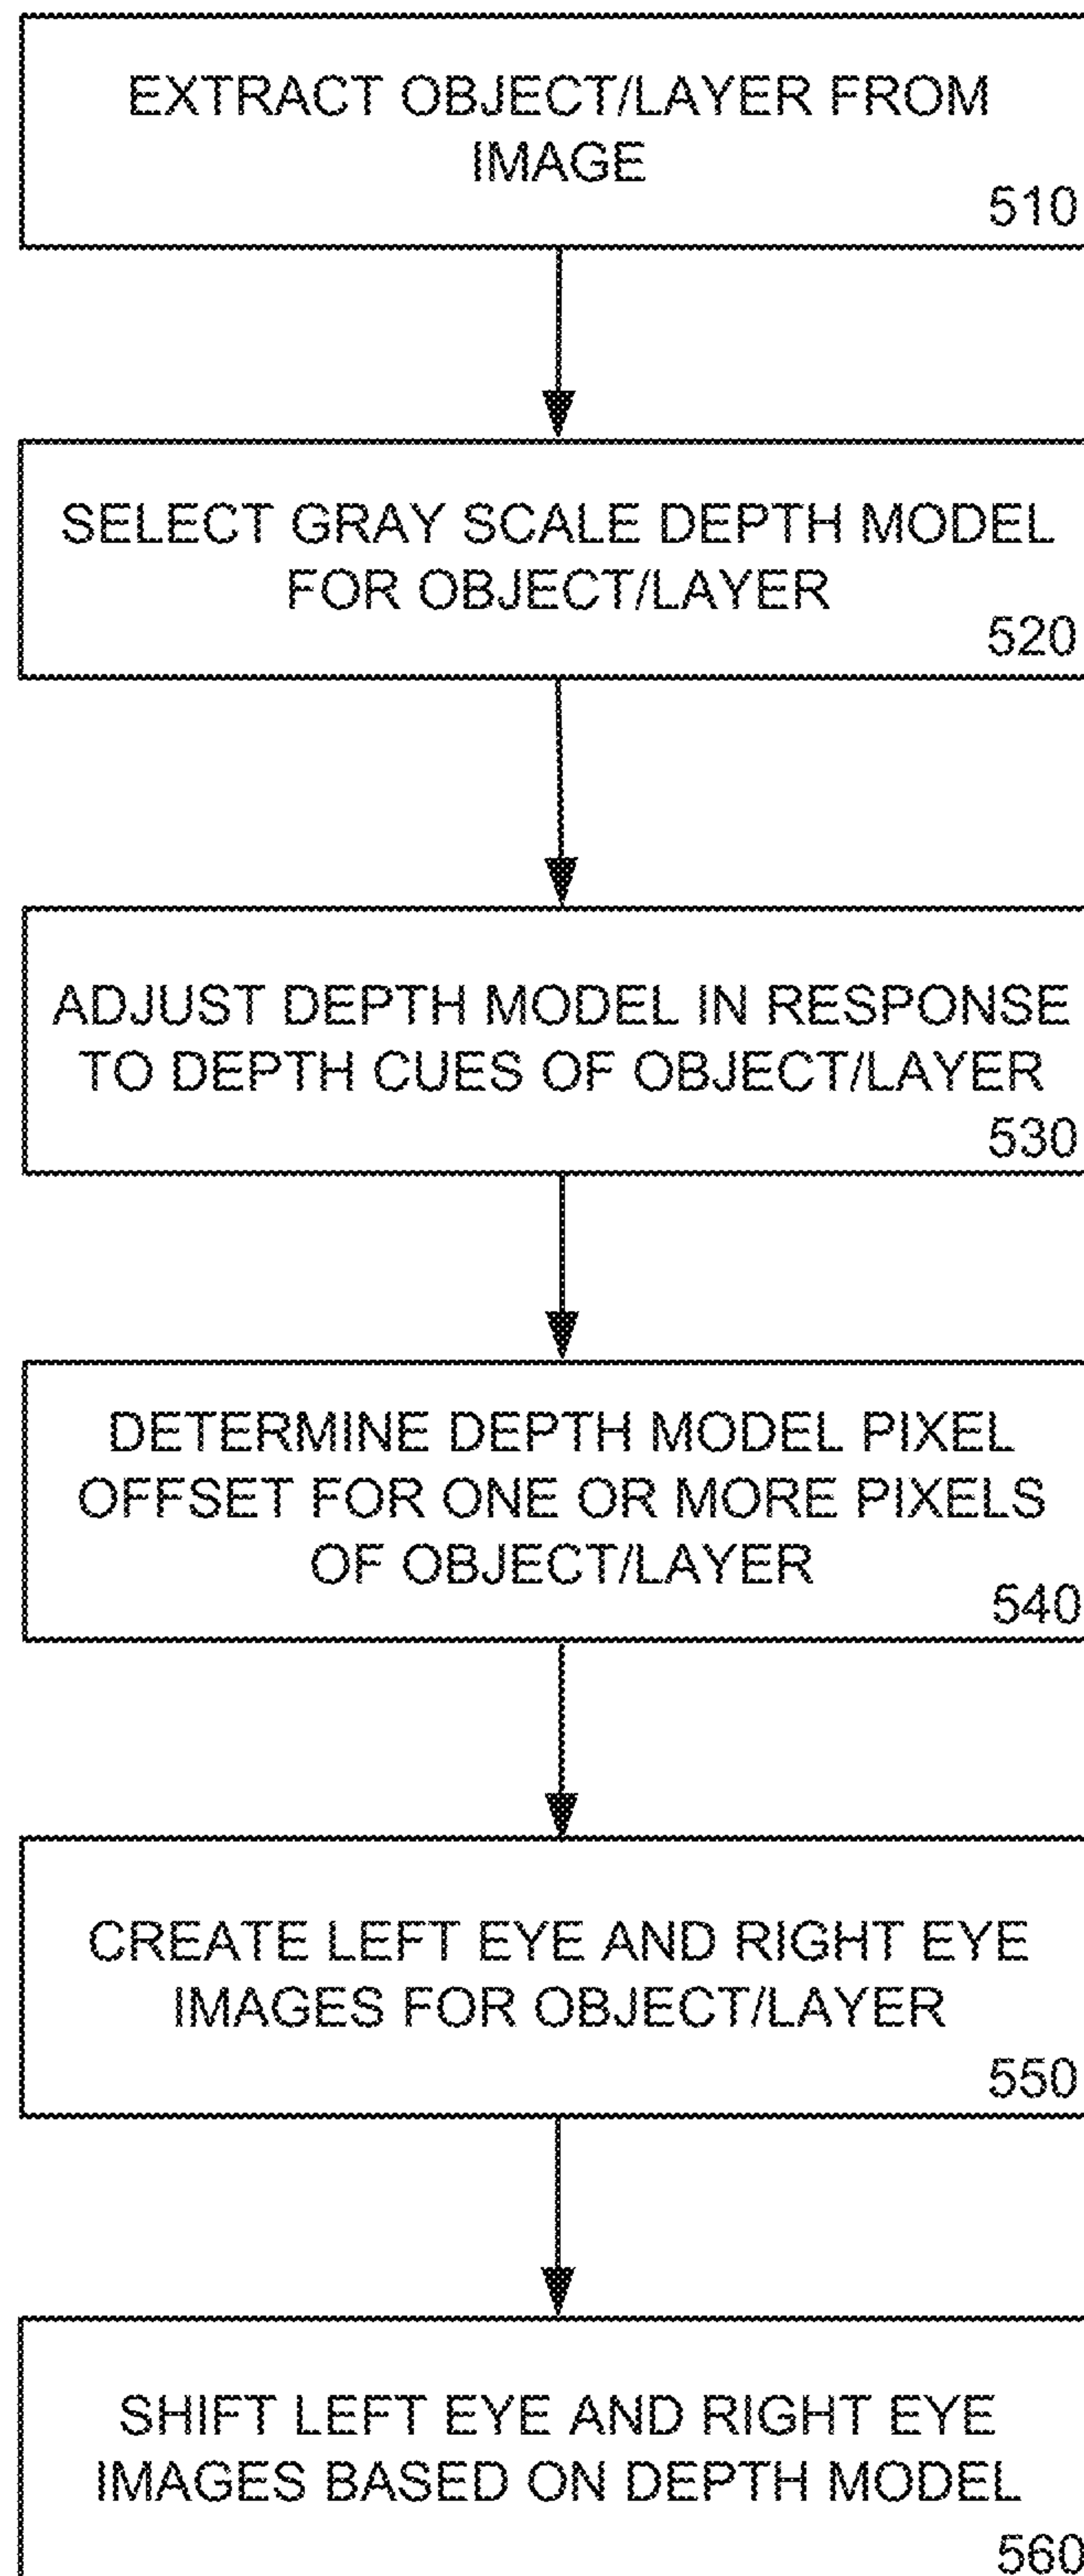 EXTRACT OBJECT/LAYER FROM
IMAGE
510
SELECT GRAY SCALE DEPTH MODEL
FOR OBJECT/LAYER
520
ADJUST DEPTH MODEL IN RESPONSE
TO DEPTH CUES OF OBJECT/LAYER
530
DETERMINE DEPTH MODEL PIXEL
OFFSET FOR ONE OR MORE PIXELS
OF OBJECT/LAYER
540
CREATE LEFT EYE AND RIGHT EYE
IMAGES FOR OBJECT/LAYER
550
SHIFT LEFT EYE AND RIGHT EYE
IMAGES BASED ON DEPTH MODEL
560